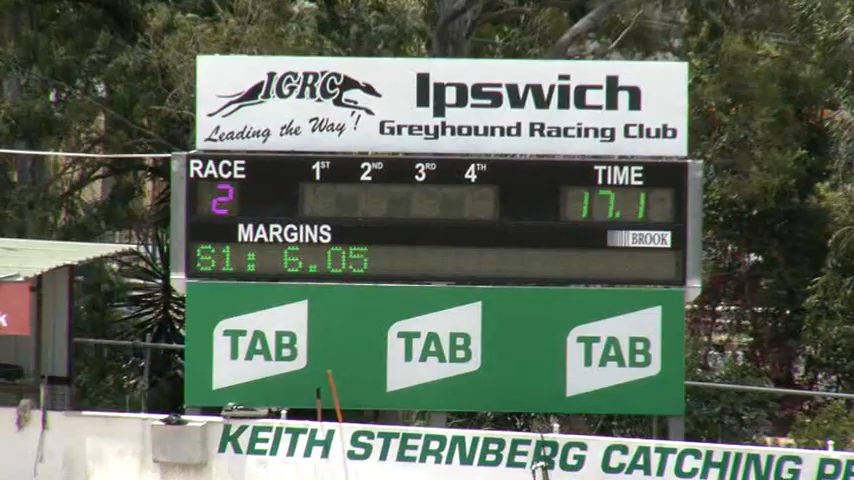 IGRC
Leading the Way!
Ipswich
Greyhound Racing Club
RACE 1ST 2ND 3RD 4TH TIME
2 17.1
MARGINS
BROOK
S1: 6.05
TAB TAB TAB
k
KEITH STERNBERG CATCHING PE